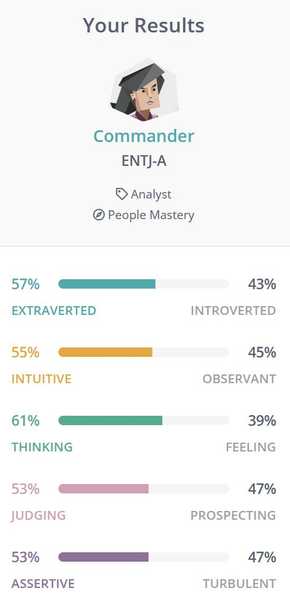 Your Results
Commander
ENTJ-A
Analyst
People Mastery
57% 43%
EXTRAVERTED INTROVERTED
55% 45%
INTUITIVE OBSERVANT
61% 39%
THINKING FEELING
53% 47%
JUDGING PROSPECTING
53% 47%
ASSERTIVE TURBULENT